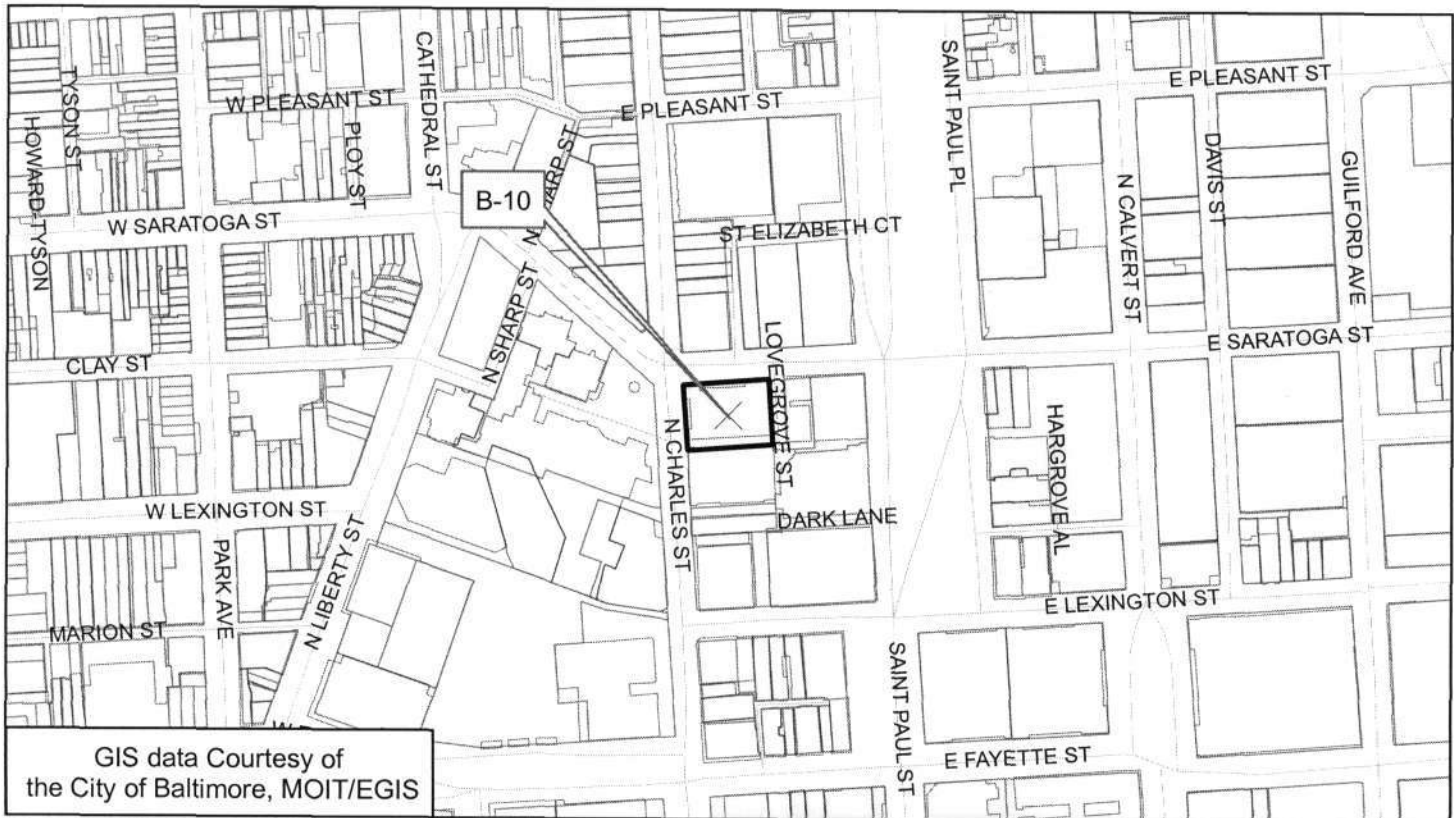 TYSON ST
HOWARD-TYSON
W PLEASANT ST
PLOY ST
CATHEDRAL ST
W SARATOGA ST
CLAY ST
W LEXINGTON ST
PARK AVE
MARION ST
N LIBERTY ST
B-10
N SHARP ST
E PLEASANT ST
ST ELIZABETH CT
LOVEGROVE ST
N CHARLES ST
DARK LANE
SAINT PAUL PL
SAINT PAUL ST
N CALVERT ST
HARGROVE AL
E PLEASANT ST
DAVIS ST
GUILFORD AVE
E SARATOGA ST
E LEXINGTON ST
E FAYETTE ST
GIS data Courtesy of
the City of Baltimore, MOIT/EGIS